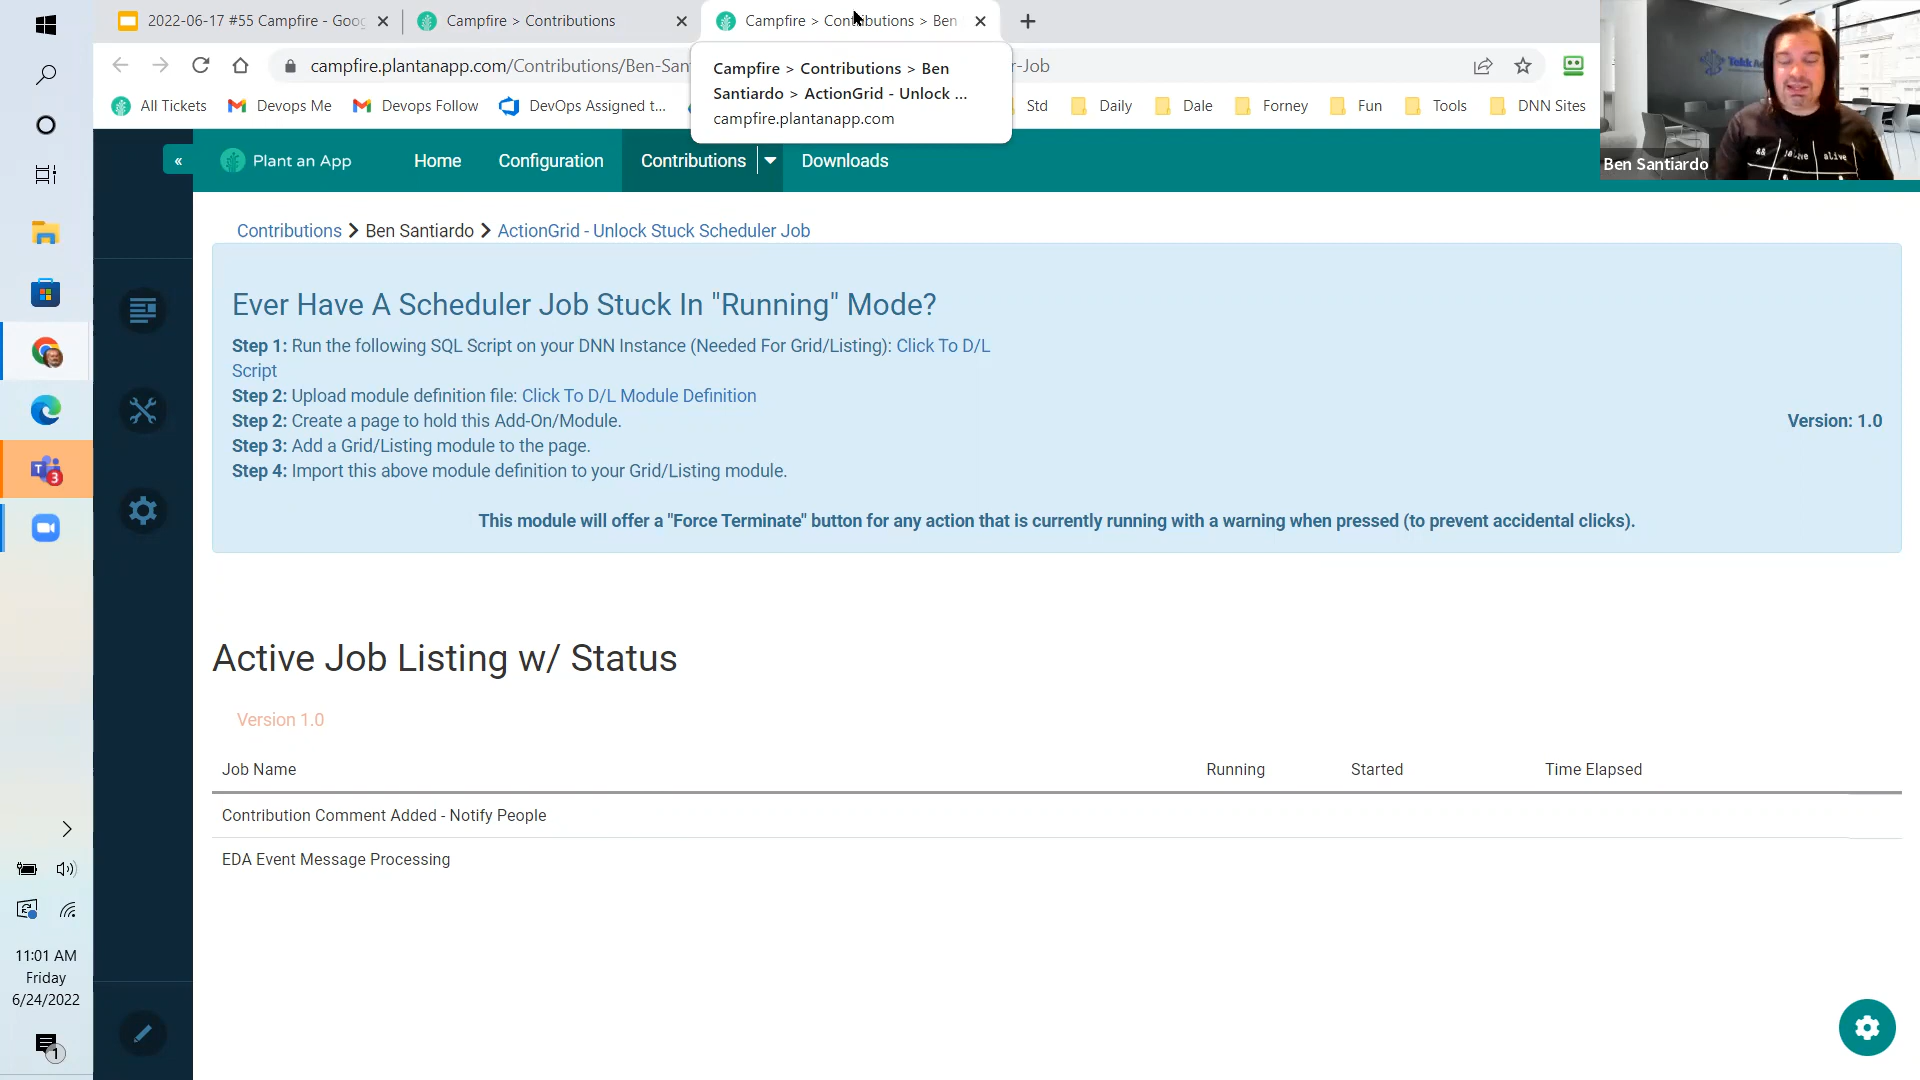 2022-06-17 #55 Campfire - Goog
Campfire > Contributions
Campfire > Contributions > Ben
campfire.plantanapp.com/Contributions/Ben-San
r-Job
Campfire > Contributions > Ben
Santiardo > ActionGrid - Unlock ...
campfire.plantanapp.com
All Tickets
Devops Me
Devops Follow
DevOps Assigned t...
Std
Daily
Dale
Forney
Fun
Tools
DNN Sites
Ben Santiardo
«
Plant an App
Home
Configuration
Contributions
Downloads
Contributions > Ben Santiardo > ActionGrid - Unlock Stuck Scheduler Job
Ever Have A Scheduler Job Stuck In "Running" Mode?
Step 1: Run the following SQL Script on your DNN Instance (Needed For Grid/Listing): Click To D/L
Script
Step 2: Upload module definition file: Click To D/L Module Definition
Step 2: Create a page to hold this Add-On/Module.
Step 3: Add a Grid/Listing module to the page.
Step 4: Import this above module definition to your Grid/Listing module.
Version: 1.0
This module will offer a "Force Terminate" button for any action that is currently running with a warning when pressed (to prevent accidental clicks).
Active Job Listing w/ Status
Version 1.0
Job Name Running Started Time Elapsed
Contribution Comment Added - Notify People
EDA Event Message Processing
3
11:01 AM
Friday
6/24/2022
1